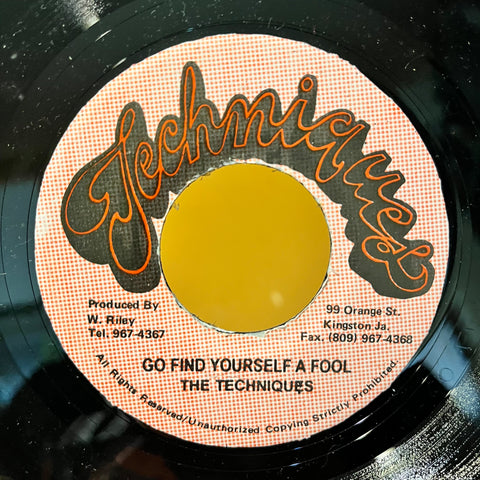 Techniques
Produced By
W. Riley
Tel. 967-4367
99 Orange St.
Kingston Ja.
Fax. (809) 967-4368
GO FIND YOURSELF A FOOL
THE TECHNIQUES
All Rights Reserved/Unauthorized Copying Strictly Prohibited.